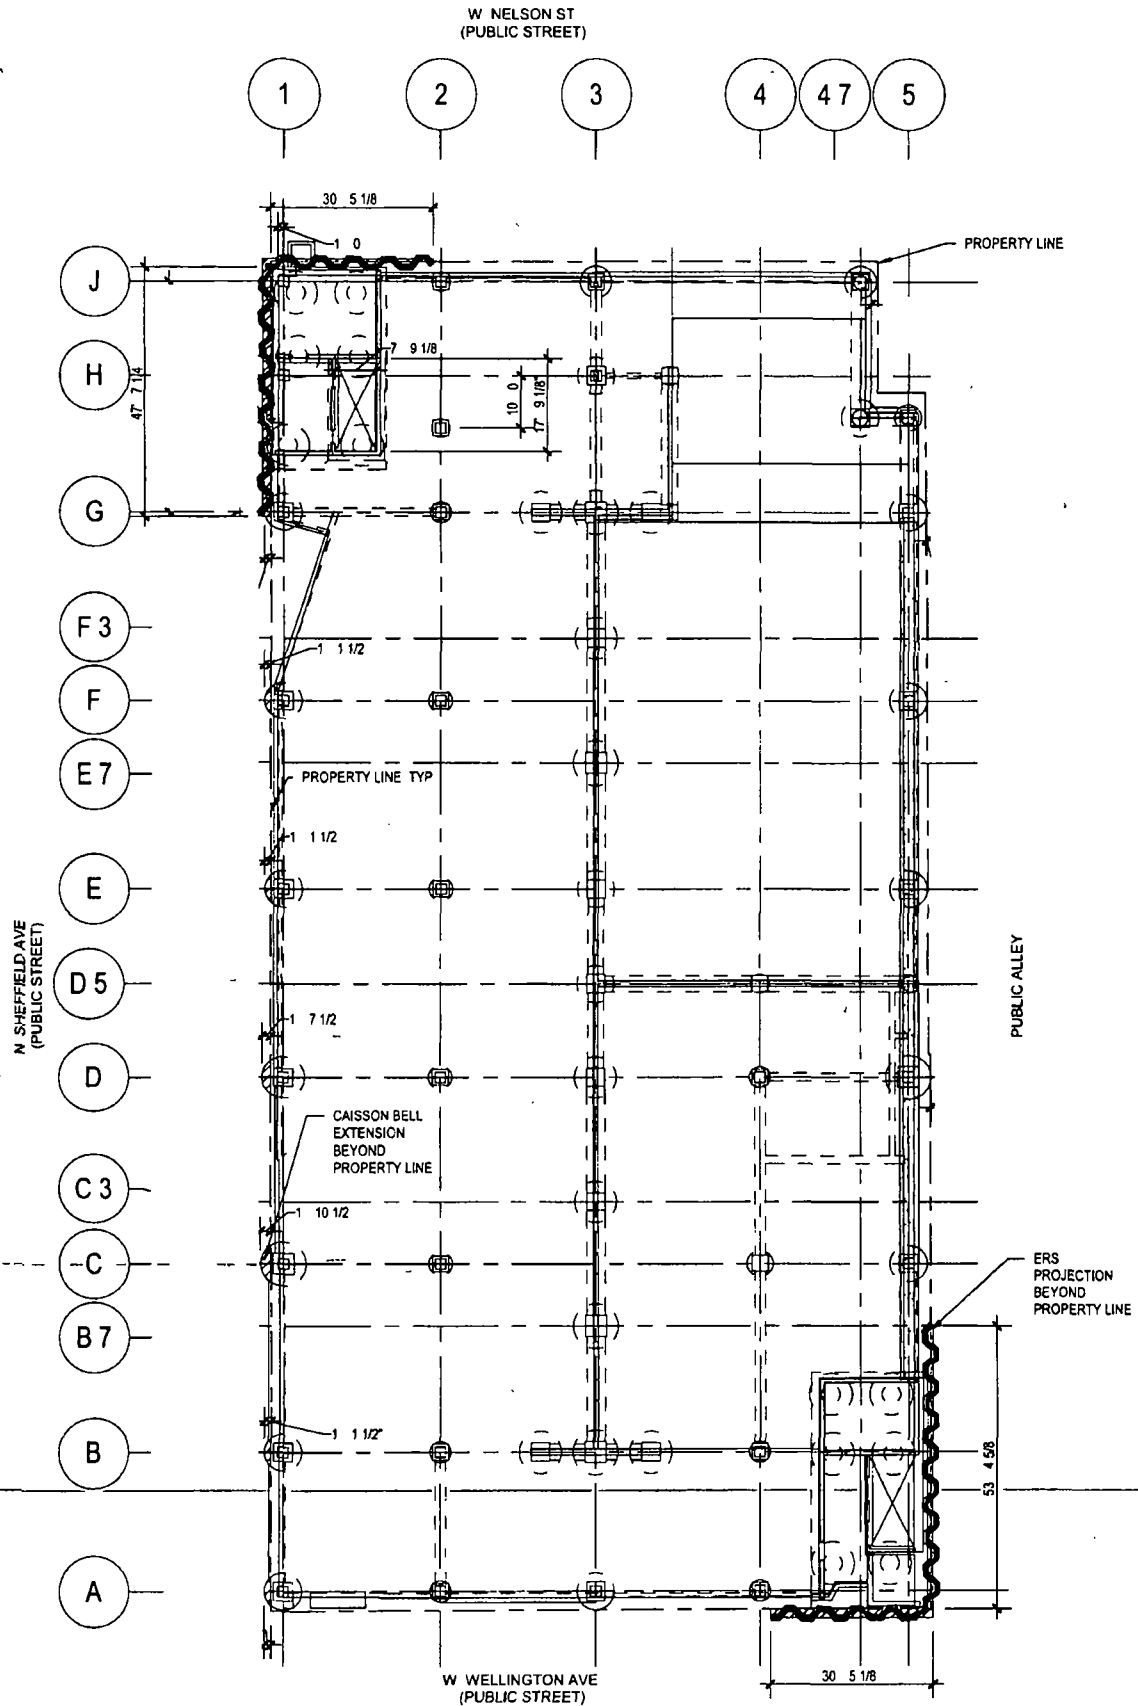 W NELSON ST
(PUBLIC STREET)
1
2
3
4
4 7
5
30 5 1/8
1 0
PROPERTY LINE
J
H
7 9 1/8
47' 7 1/4
10 0
17' 9 1/8"
G
F 3
1 1 1/2
F
E 7
PROPERTY LINE TYP
1 1 1/2
E
N SHEFFIELD AVE
(PUBLIC STREET)
D 5
PUBLIC ALLEY
1 7 1/2
D
CAISSON BELL
EXTENSION
BEYOND
PROPERTY LINE
C 3
1 10 1/2
C
ERS
PROJECTION
BEYOND
PROPERTY LINE
B 7
1 1 1/2"
B
53 4 5/8
A
W WELLINGTON AVE
(PUBLIC STREET)
30 5 1/8